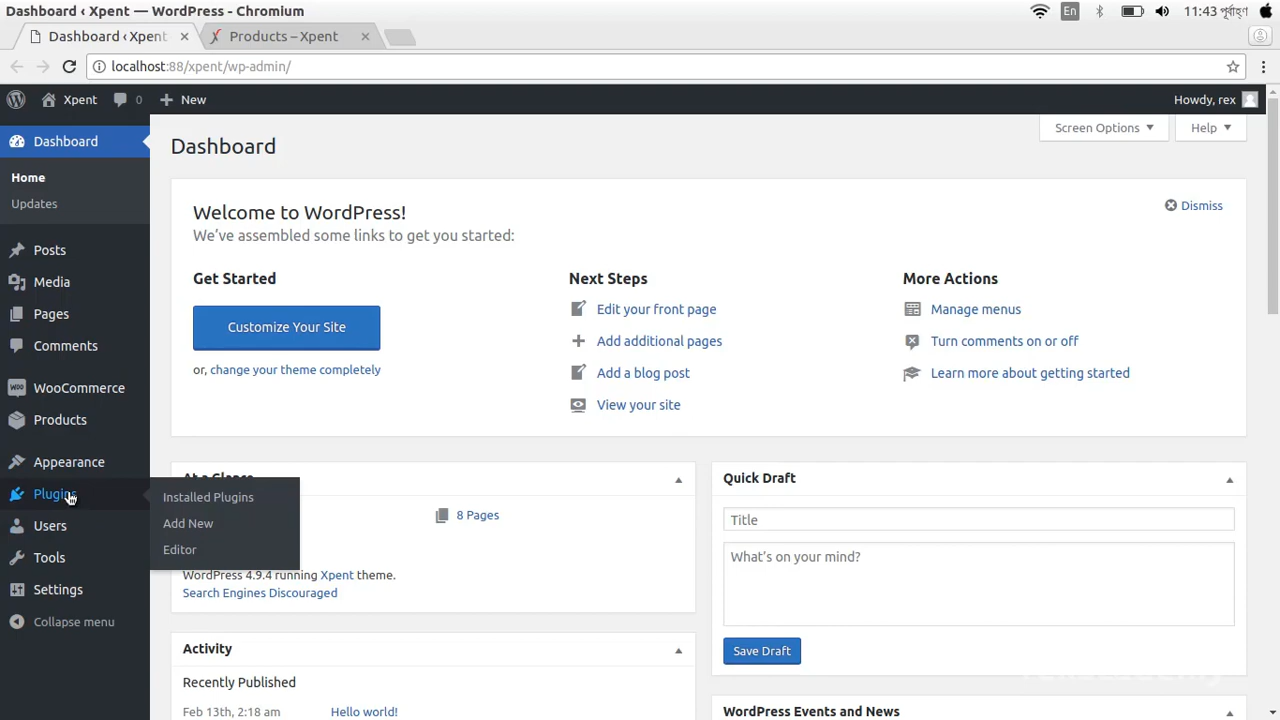 Dashboard ‹ Xpent — WordPress - Chromium
En
11:43 পূর্বাহ্ণ
Dashboard ‹ Xpent
Products – Xpent
localhost:88/xpent/wp-admin/
Xpent
0
New
Howdy, rex
Dashboard
Home
Updates
Posts
Media
Pages
Comments
WooCommerce
Products
Appearance
Plugins
Users
Tools
Settings
Collapse menu
Installed Plugins
Add New
Editor
Screen Options
Help
Dashboard
Welcome to WordPress!
We've assembled some links to get you started:
Dismiss
Get Started
Customize Your Site
or, change your theme completely
Next Steps
Edit your front page
Add additional pages
Add a blog post
View your site
More Actions
Manage menus
Turn comments on or off
Learn more about getting started
At a Glance
8 Pages
WordPress 4.9.4 running Xpent theme.
Search Engines Discouraged
Activity
Recently Published
Feb 13th, 2:18 am
Hello world!
Quick Draft
Title
What's on your mind?
Save Draft
WordPress Events and News